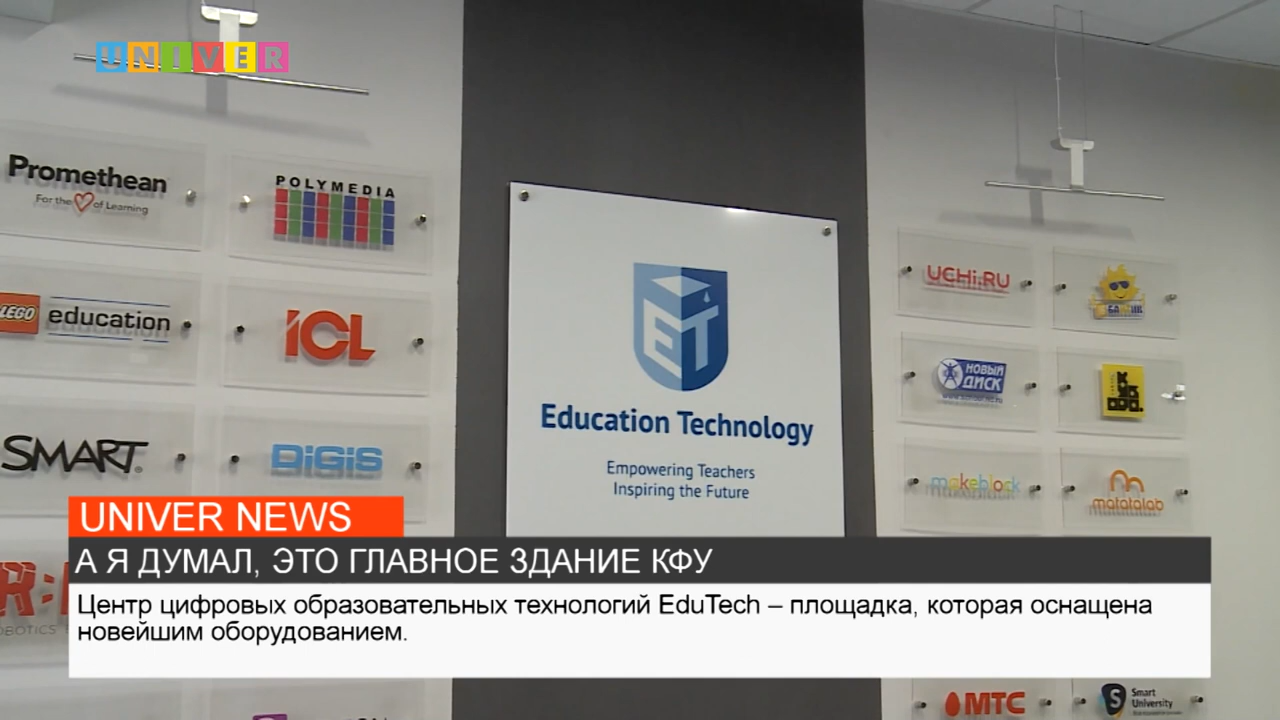 UNIVER
Promethean
For the of Learning
POLYMEDIA
LEGO education
iCL
SMART
DiGiS
ET
Education Technology
Empowering Teachers
Inspiring the Future
UCHi.RU
НОВЫЙ
ДИСК
makeblock
matatalab
UNIVER NEWS
А Я ДУМАЛ, ЭТО ГЛАВНОЕ ЗДАНИЕ КФУ
Центр цифровых образовательных технологий EduTech – площадка, которая оснащена
новейшим оборудованием.
МТС
S Smart
University